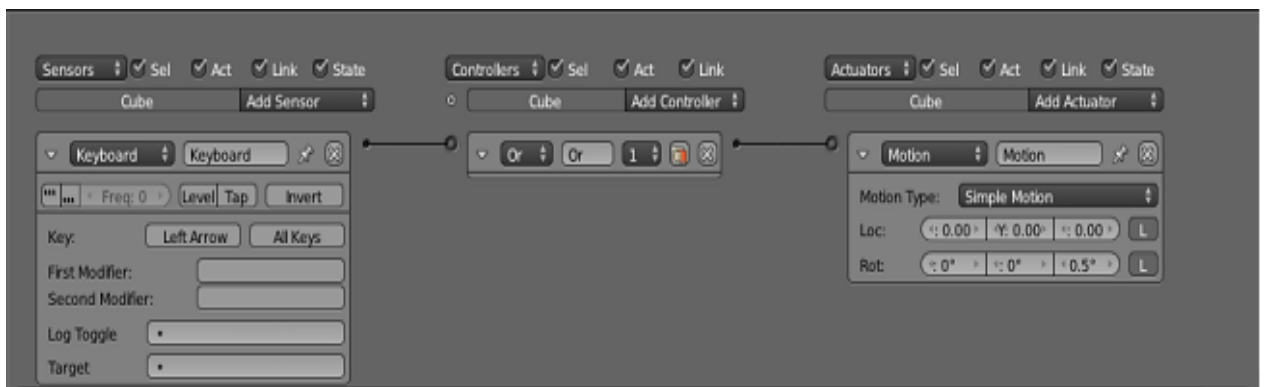 Sensors Sel Act Link State Controllers Sel Act Link Actuators Sel Act Link State
Cube Add Sensor Cube Add Controller Cube Add Actuator
Keyboard Keyboard Or Or 1 Motion Motion
Freq: 0 Level Tap Invert Motion Type: Simple Motion
Key: Left Arrow All Keys Loc: : 0.00 Y: 0.00 : 0.00 L
First Modifier: Rot: : 0° : 0° 0.5° L
Second Modifier:
Log Toggle
Target